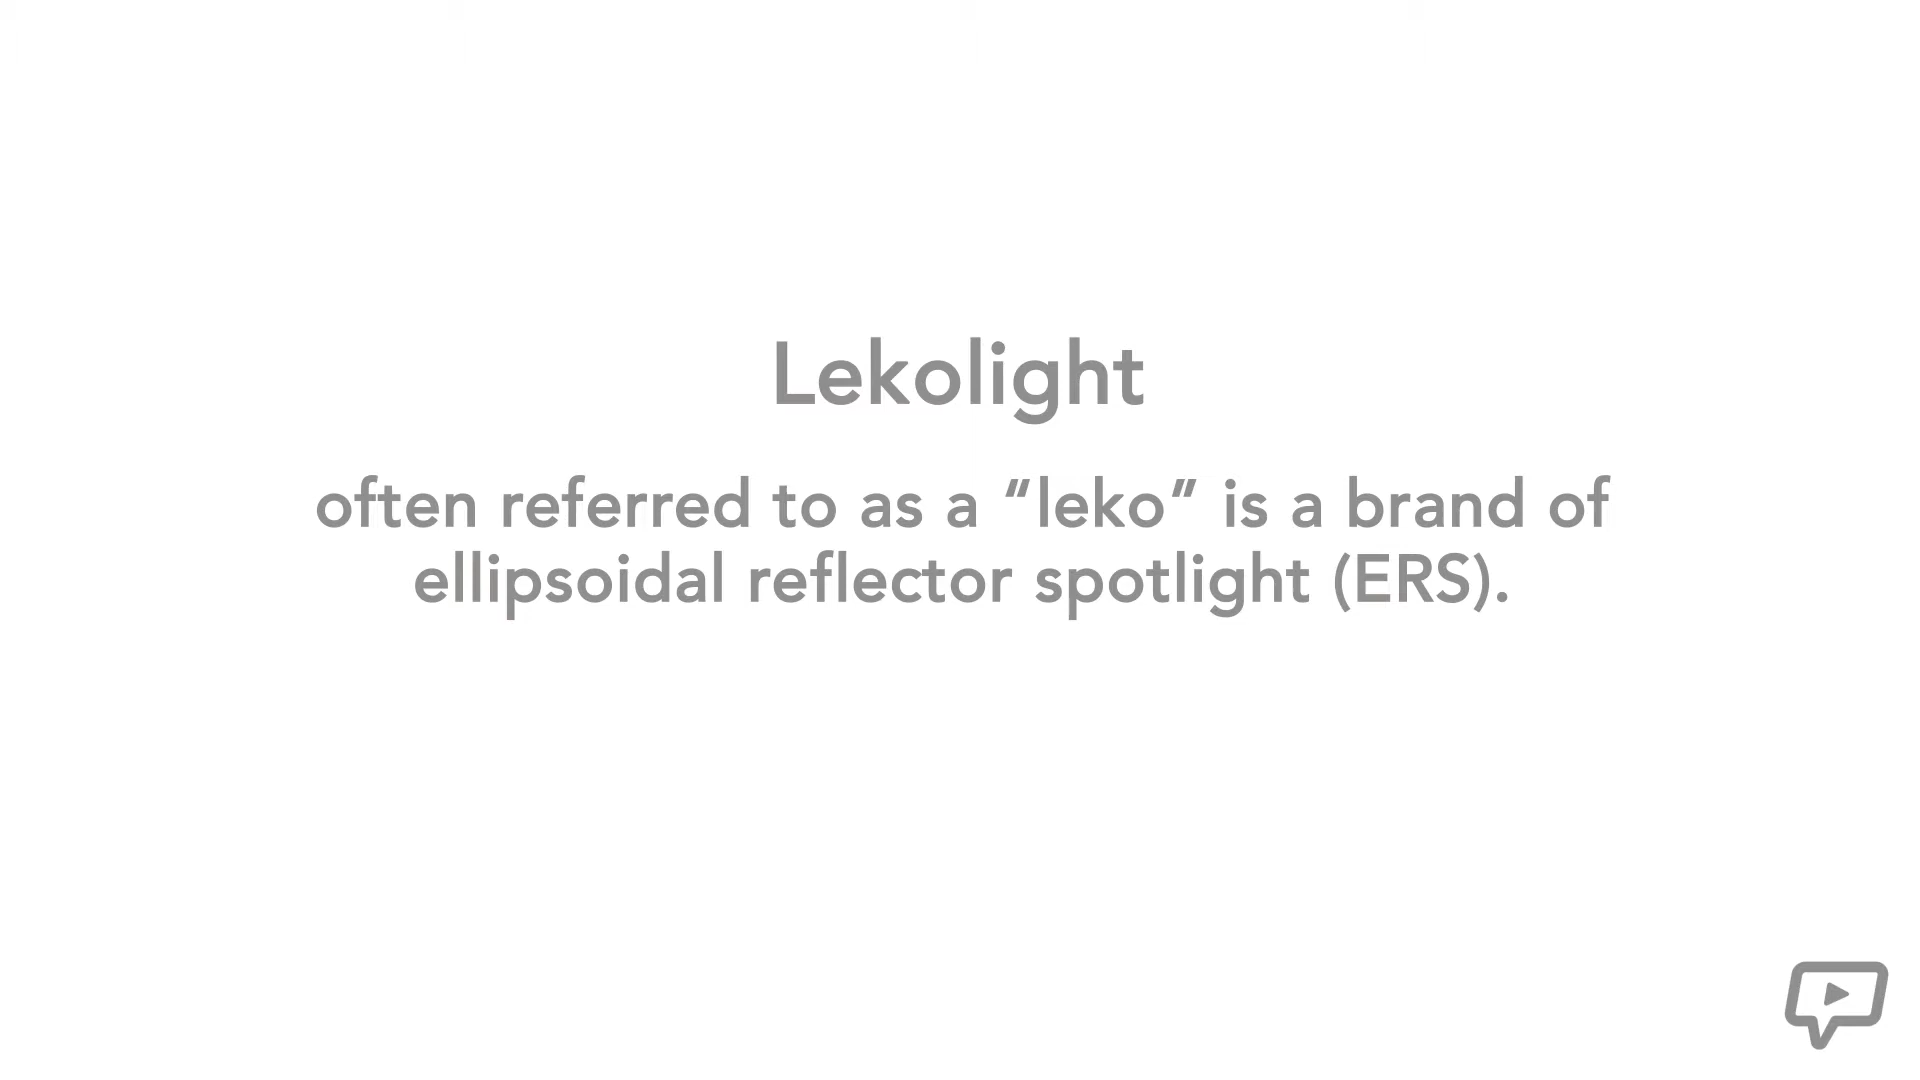 Lekolight
often referred to as a “leko” is a brand of
ellipsoidal reflector spotlight (ERS).